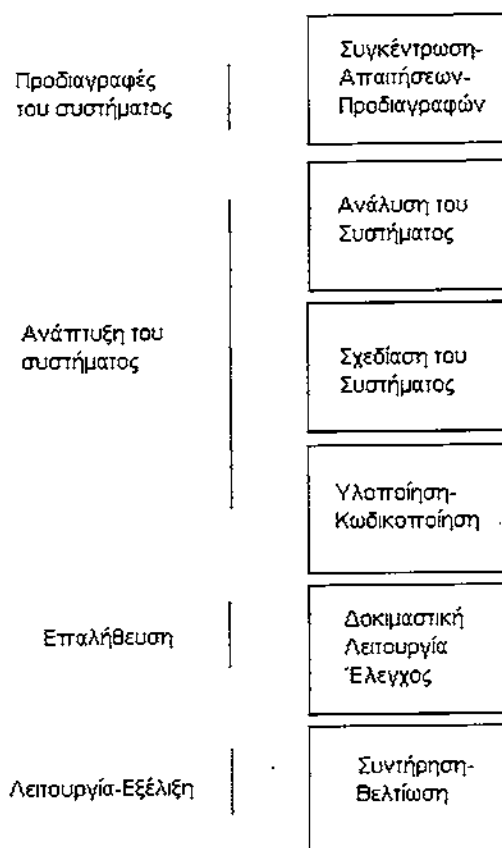 Προδιαγραφές
του συστήματος
Συγκέντρωση-
Απαιτήσεων-
Προδιαγραφών
Ανάπτυξη του
συστήματος
Ανάλυση του
Συστήματος
Σχεδίαση του
Συστήματος
Υλοποίηση-
Κωδικοποίηση
Επαλήθευση
Δοκιμαστική
Λειτουργία
Έλεγχος
Λειτουργία-Εξέλιξη
Συντήρηση-
Βελτίωση